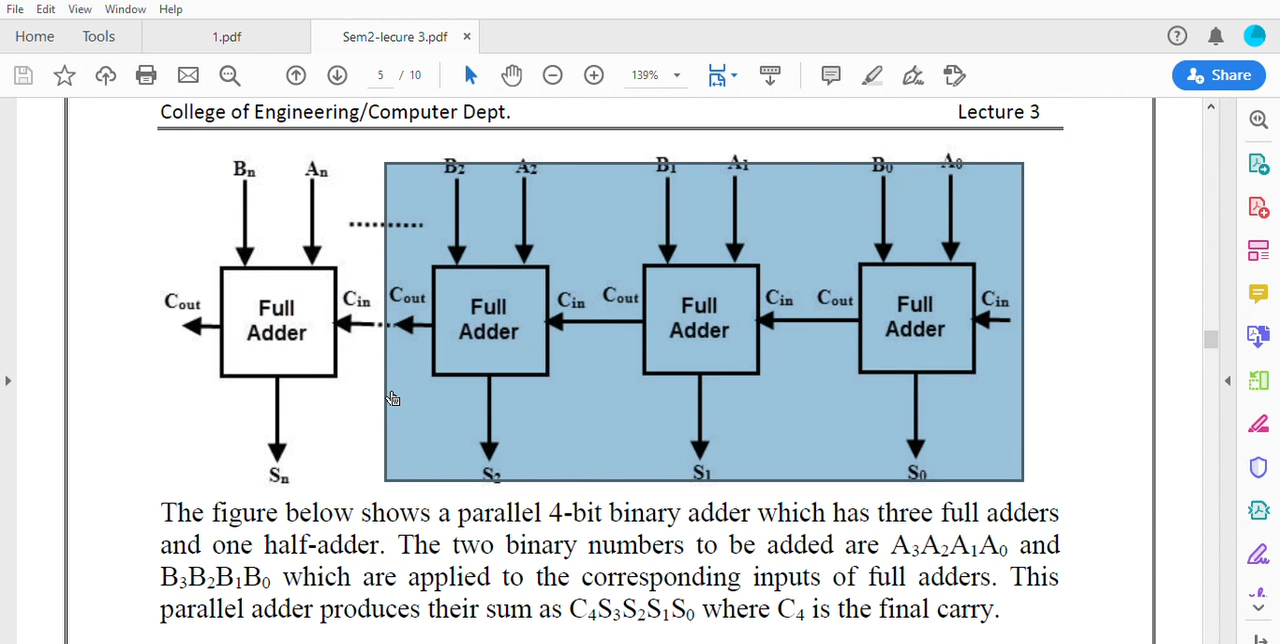 File Edit View Window Help
Home Tools 1.pdf Sem2-lecure 3.pdf ×
5 / 10 139% Share
College of Engineering/Computer Dept. Lecture 3
Bn An B2 A2 B1 A1 B0 A0
Cout Full Adder Cin Cout Full Adder Cin Cout Full Adder Cin Cout Full Adder Cin
Sn S2 S1 S0
The figure below shows a parallel 4-bit binary adder which has three full adders
and one half-adder. The two binary numbers to be added are A₃A₂A₁A₀ and
B₃B₂B₁B₀ which are applied to the corresponding inputs of full adders. This
parallel adder produces their sum as C₄S₃S₂S₁S₀ where C₄ is the final carry.